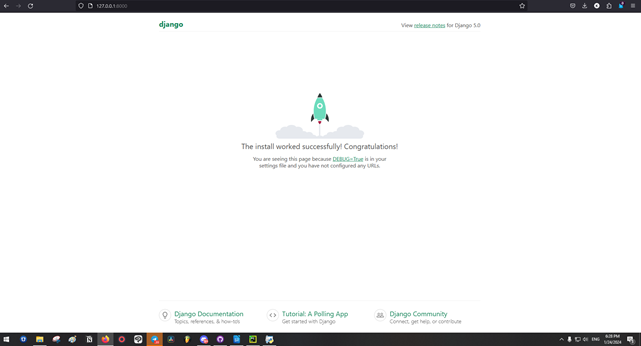 127.0.0.1:8000
django
View release notes for Django 5.0
The install worked successfully! Congratulations!
You are seeing this page because DEBUG=True is in your
settings file and you have not configured any URLs.
Django Documentation
Topics, references, & how-to's
Tutorial: A Polling App
Get started with Django
Django Community
Connect, get help, or contribute
ENG
6:28 PM
1/24/2024